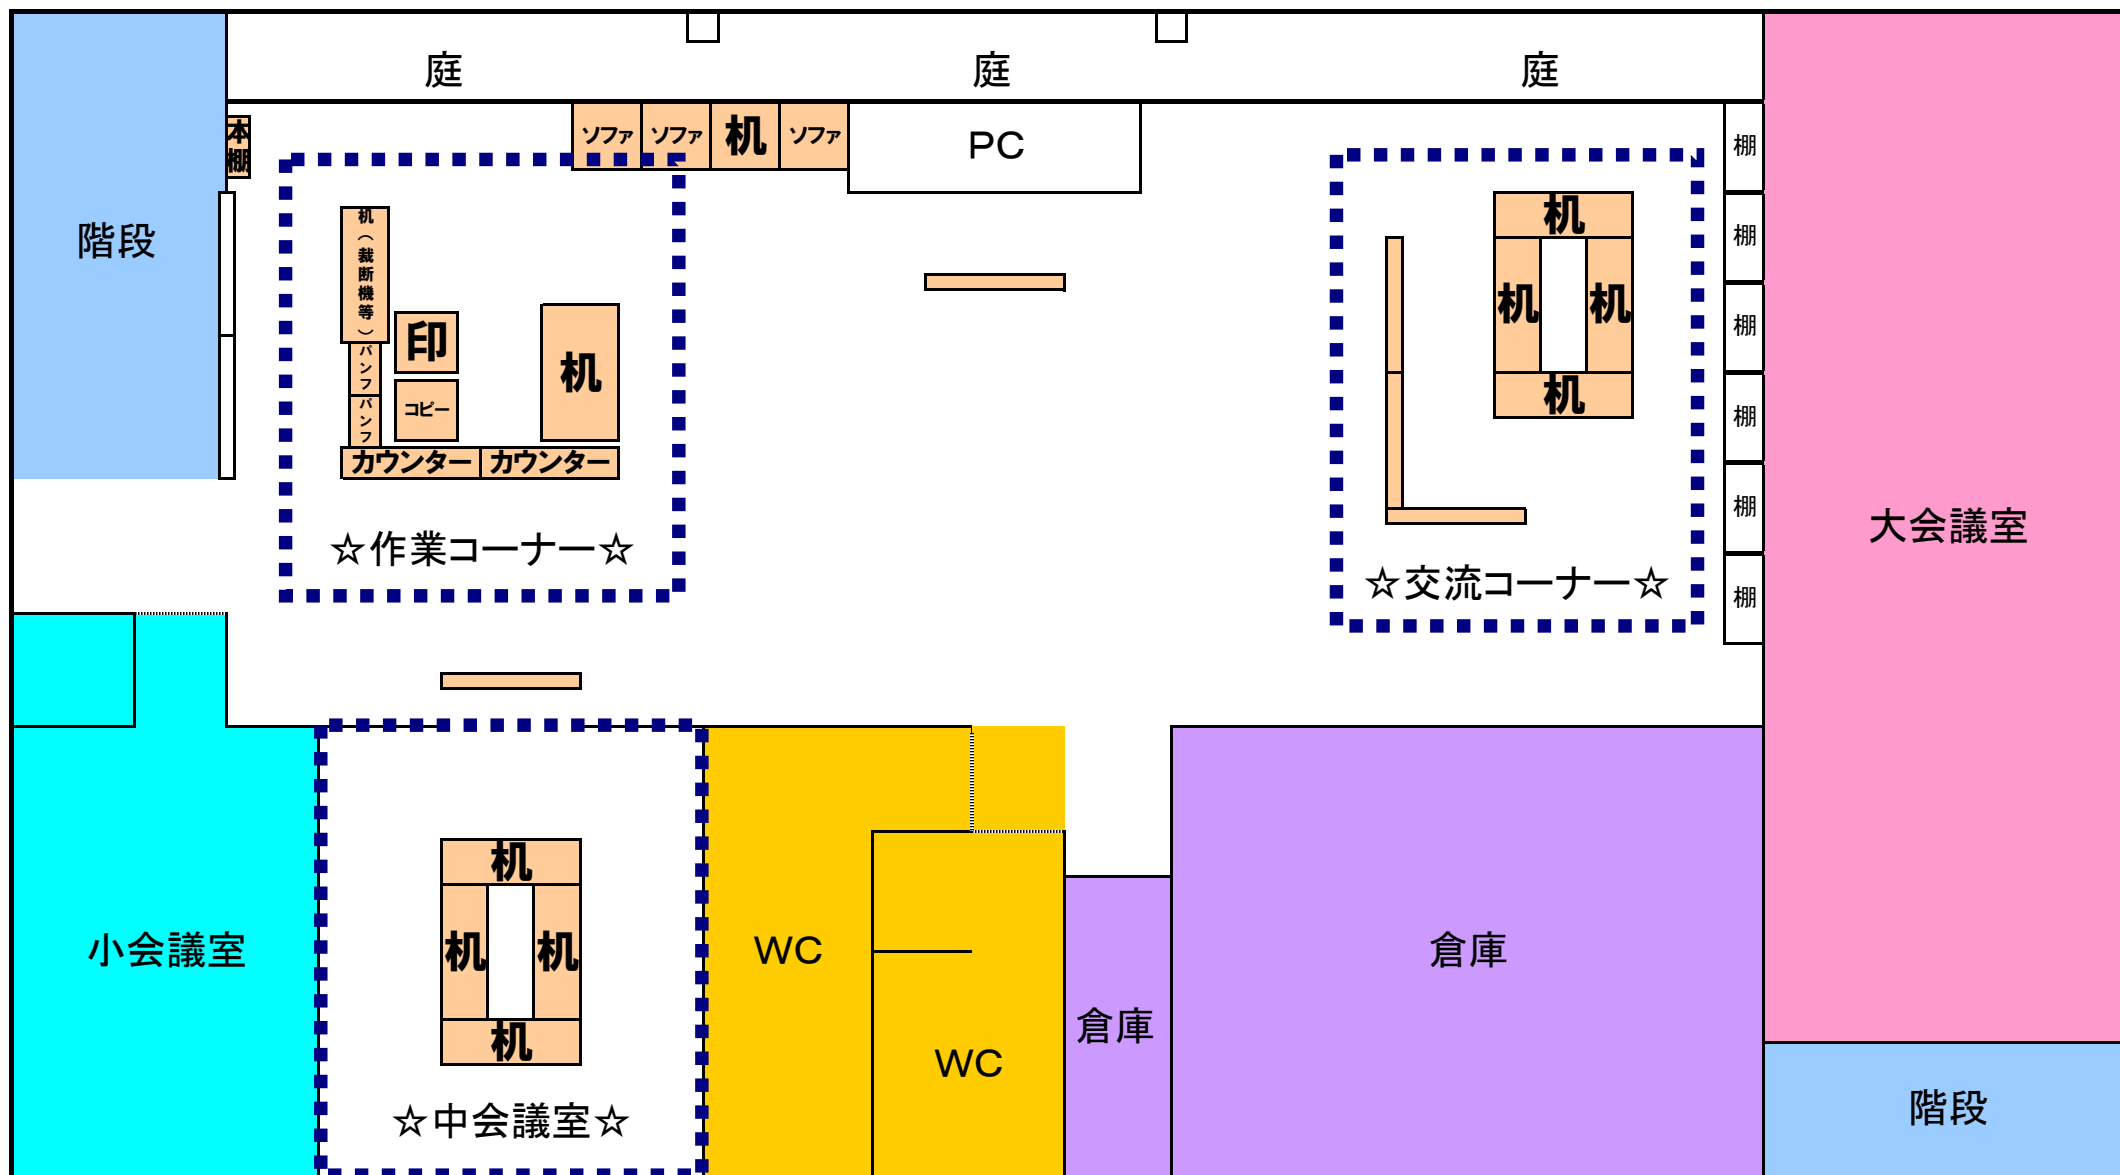 庭
庭
庭
本棚
ソファ
ソファ
机
ソファ
PC
棚
棚
棚
棚
棚
棚
階段
机（裁断機等）
パンフ
パンフ
印
コピー
机
カウンター
カウンター
☆作業コーナー☆
机
机
机
机
☆交流コーナー☆
大会議室
小会議室
机
机
机
机
☆中会議室☆
WC
WC
倉庫
倉庫
階段